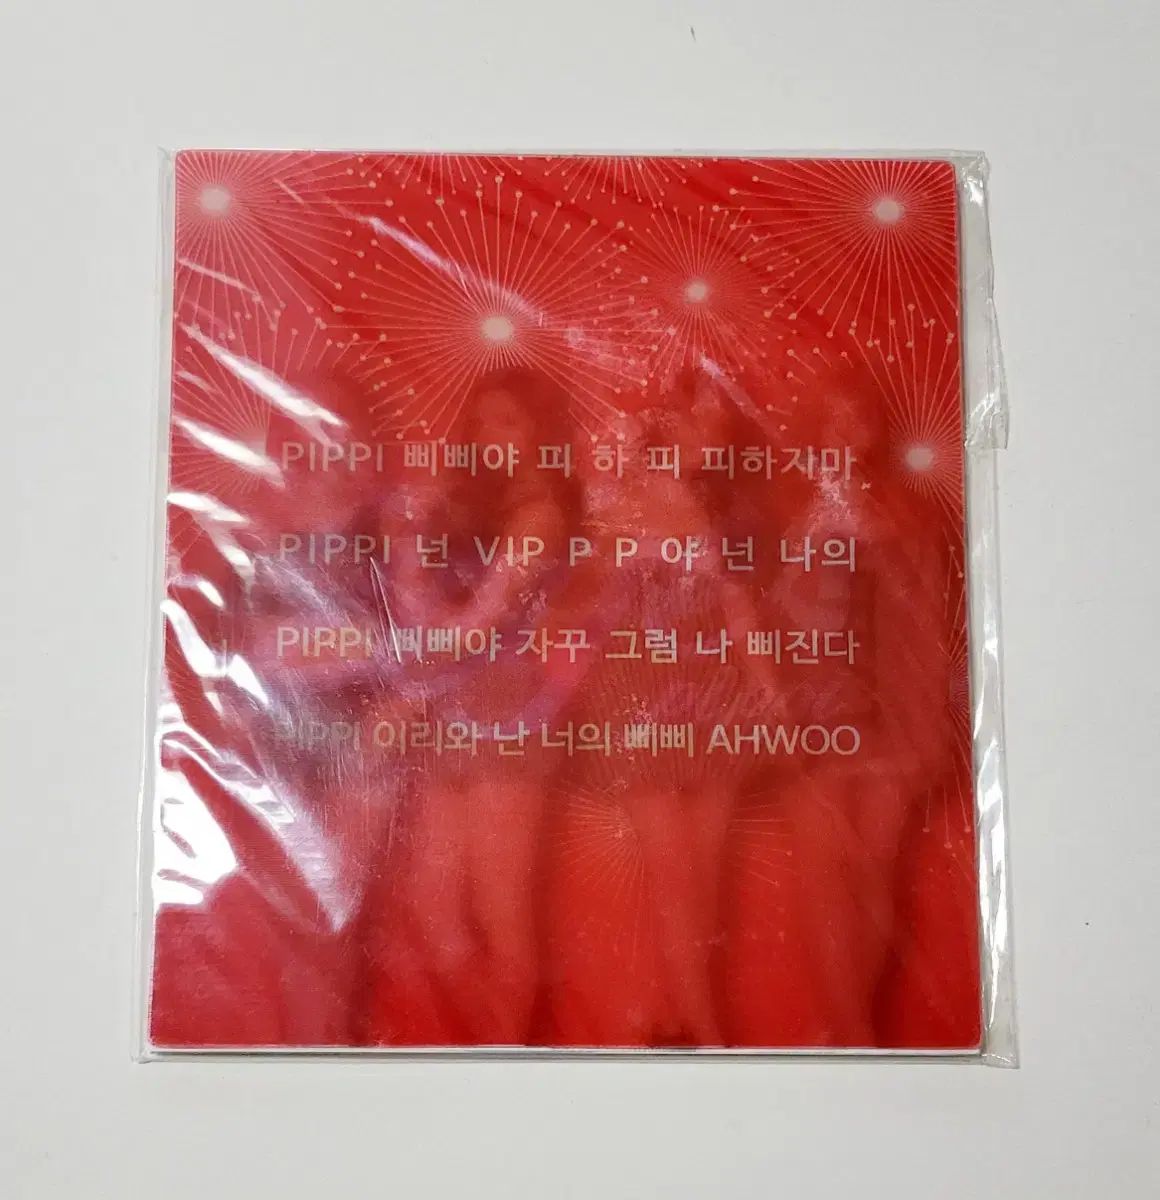 PIPPI 삐삐야 피 하 피 피하지마
PIPPI 넌 VIP P P 야 넌 나의
PIPPI 삐삐야 자꾸 그럼 나 삐진다
PIPPI 이리와 난 너의 삐삐 AHWOO